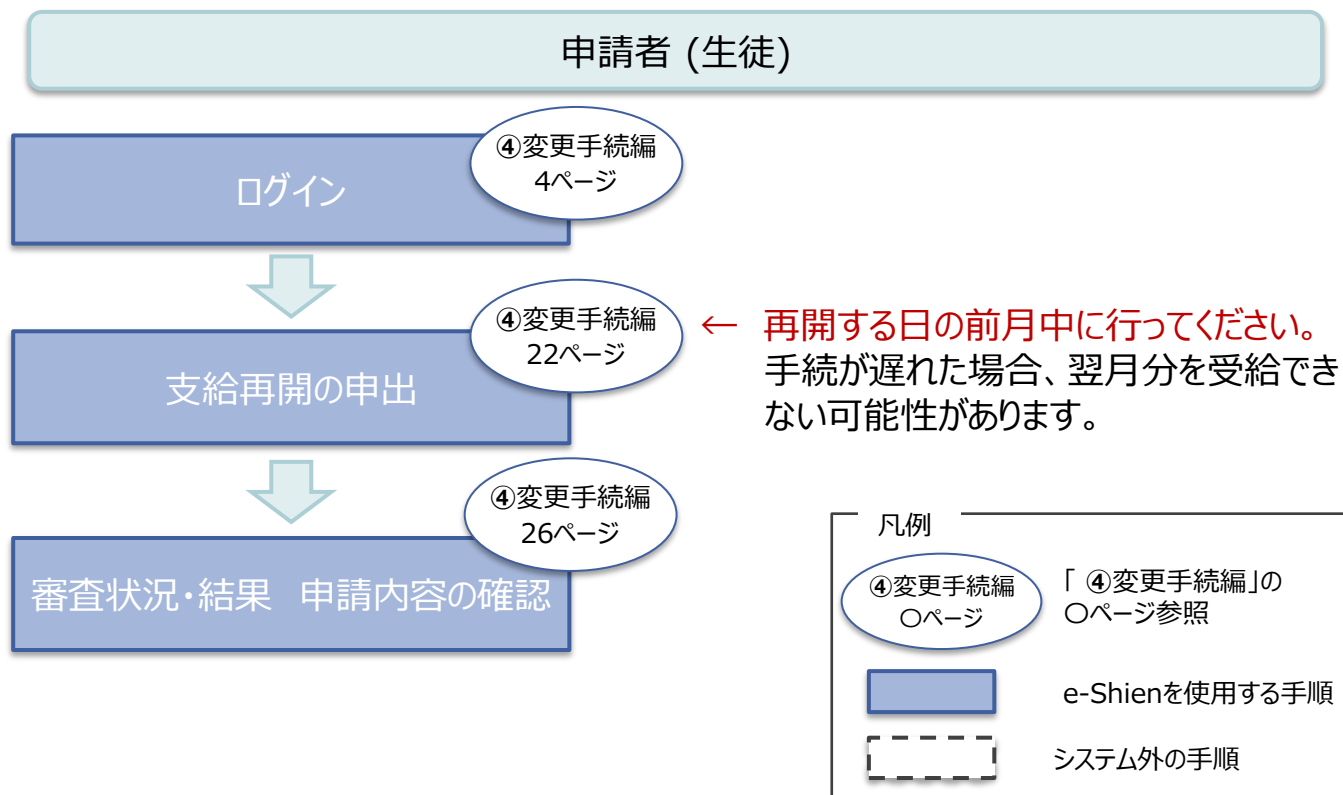 申請者 (生徒)
④変更手続編
4ページ
ログイン
④変更手続編
22ページ
支給再開の申出
← 再開する日の前月中に行ってください。
手続が遅れた場合、翌月分を受給でき
ない可能性があります。
④変更手続編
26ページ
審査状況・結果 申請内容の確認
凡例
④変更手続編
〇ページ
「 ④変更手続編」の
〇ページ参照
e-Shienを使用する手順
システム外の手順